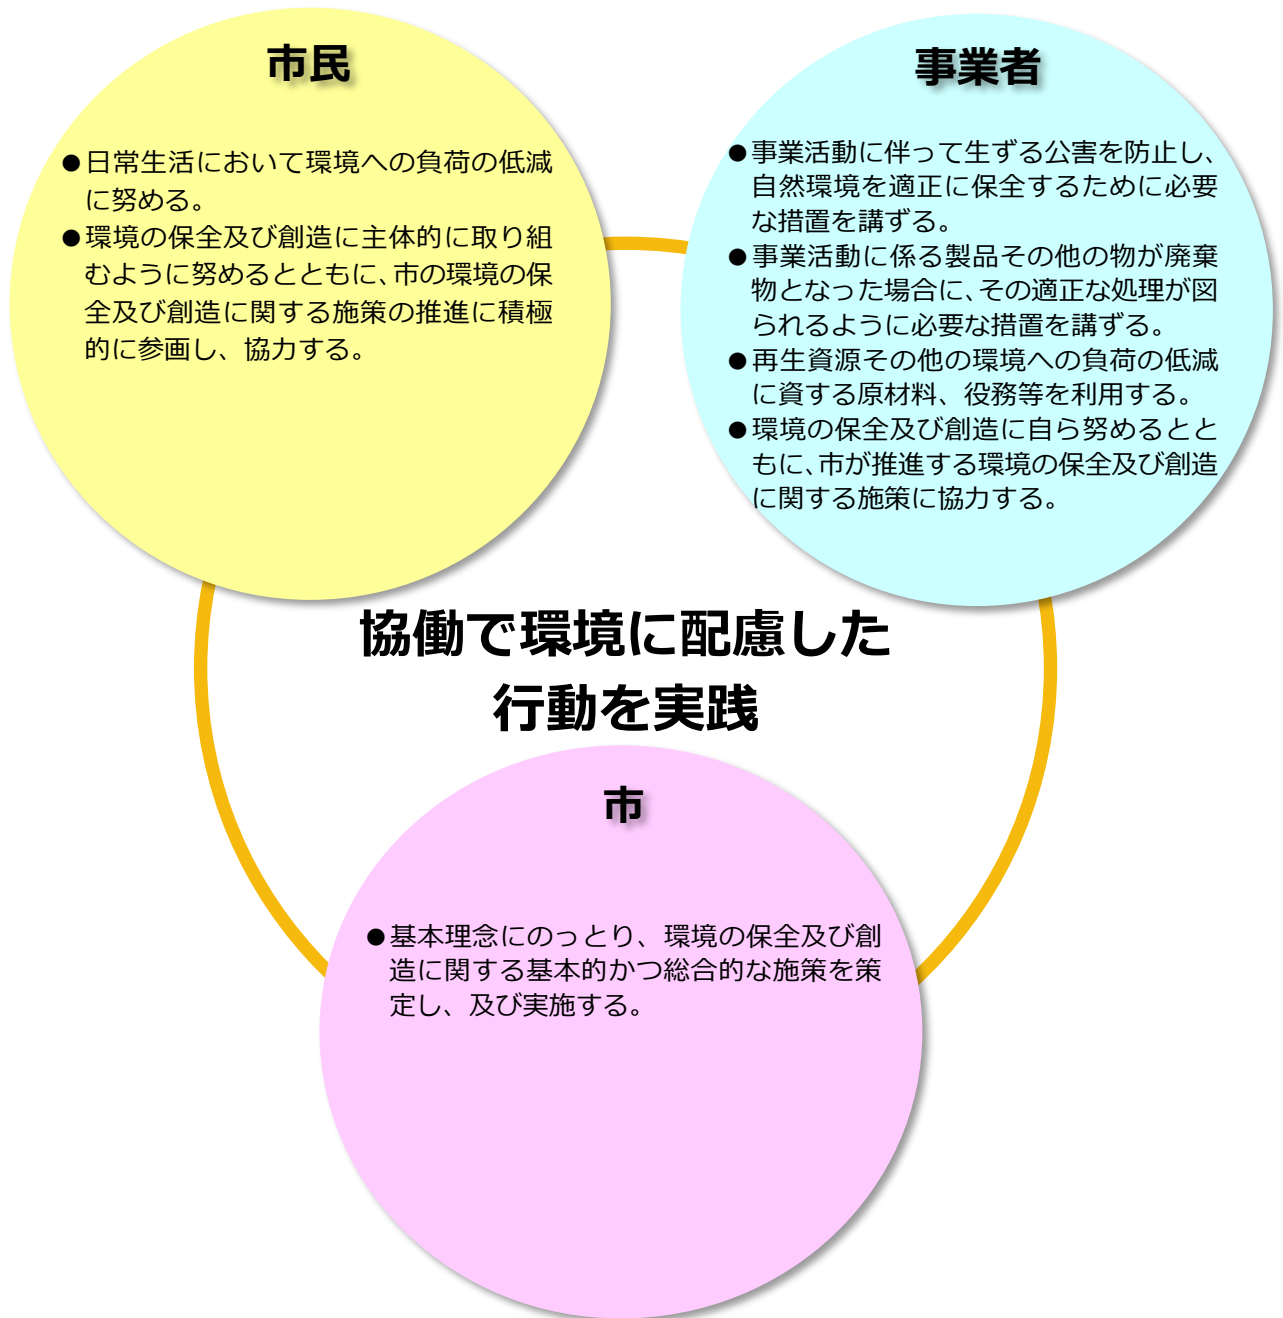 市民
●日常生活において環境への負荷の低減
に努める。
●環境の保全及び創造に主体的に取り組
むように努めるとともに、市の環境の保
全及び創造に関する施策の推進に積極
的に参画し、協力する。
事業者
●事業活動に伴って生ずる公害を防止し、
自然環境を適正に保全するために必要
な措置を講ずる。
●事業活動に係る製品その他の物が廃棄
物となった場合に、その適正な処理が図
られるように必要な措置を講ずる。
●再生資源その他の環境への負荷の低減
に資する原材料、役務等を利用する。
●環境の保全及び創造に自ら努めるとと
もに、市が推進する環境の保全及び創造
に関する施策に協力する。
協働で環境に配慮した
行動を実践
市
●基本理念にのっとり、環境の保全及び創
造に関する基本的かつ総合的な施策を策
定し、及び実施する。